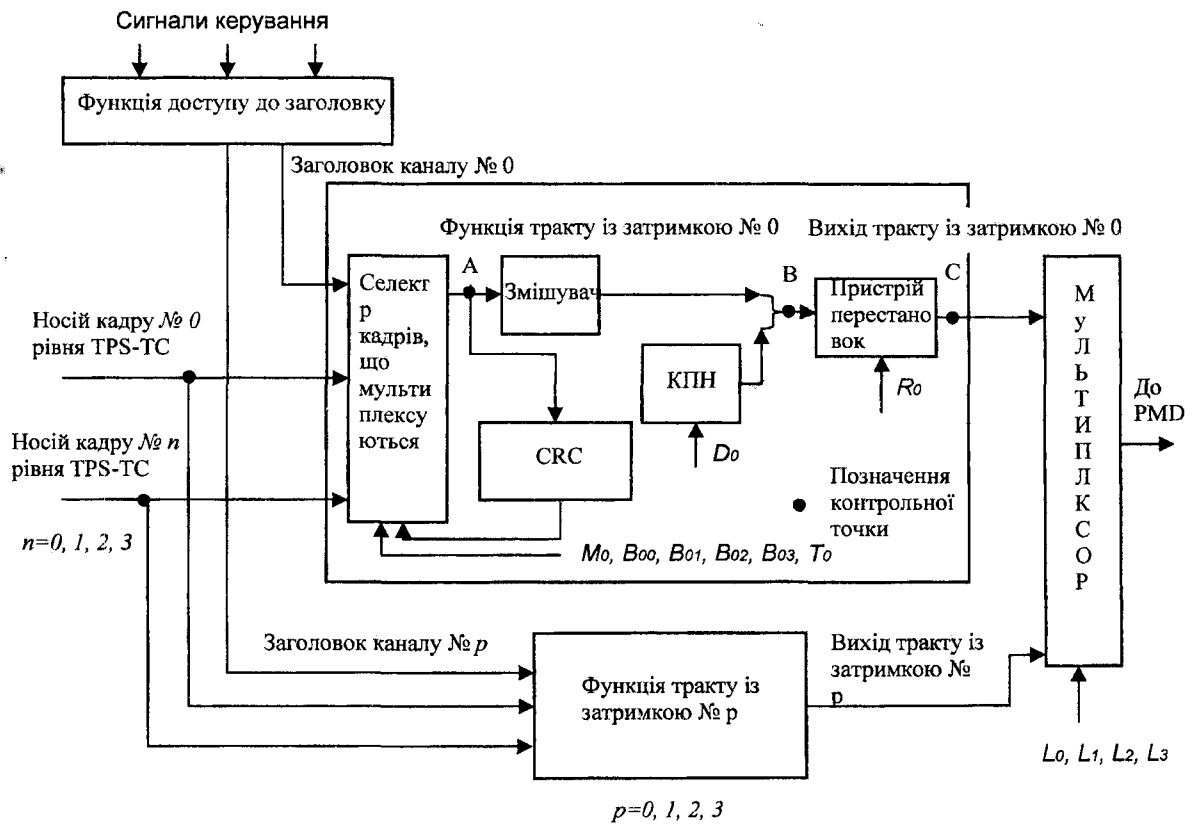 Сигнали керування
Функція доступу до заголовку
Заголовок каналу № 0
Функція тракту із затримкою № 0
Вихід тракту із затримкою № 0
Носій кадру № 0
рівня TPS-TC
Носій кадру № n
рівня TPS-TC
n=0, 1, 2, 3
Селект
р
кадрів,
що
мульти
плексу
ються
A
Змішувач
CRC
КПН
D0
B
Пристрій
перестано
вок
R0
C
Позначення
контрольної
точки
M0, B00, B01, B02, B03, T0
М
У
Л
Ь
Т
И
П
Л
К
С
О
Р
До
PMD
Заголовок каналу № p
Функція тракту із
затримкою № p
Вихід тракту із
затримкою №
p
L0, L1, L2, L3
p=0, 1, 2, 3